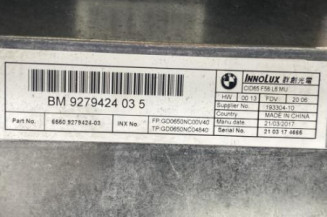 INNOLUX 群創光電
CID65 F56 L6 MU
HW 00 13 FDV 20 06
Supplier No. 193304-10
Country MADE IN CHINA
BM 9279424 03 5
Part No. 6560 9279424-03 INX No. FP:GD0650NC00V40
TP:GD0650NC04840
Manu date 21/03/2017
Serial No. 21 03 17 4665